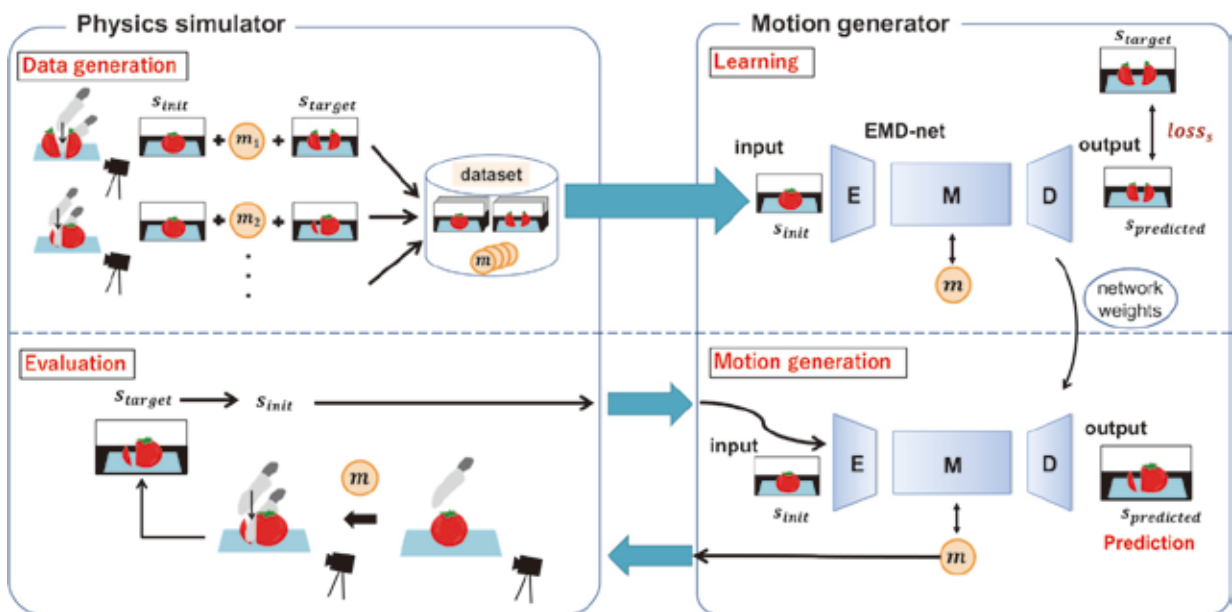 Physics simulator
Data generation
s_init
s_target
+ m_1 +
+ m_2 +
dataset
m
Motion generator
Learning
s_target
loss_s
EMD-net
input
output
E
M
D
s_init
s_predicted
m
network
weights
Evaluation
s_target
s_init
m
Motion generation
input
output
E
M
D
s_init
s_predicted
m
Prediction